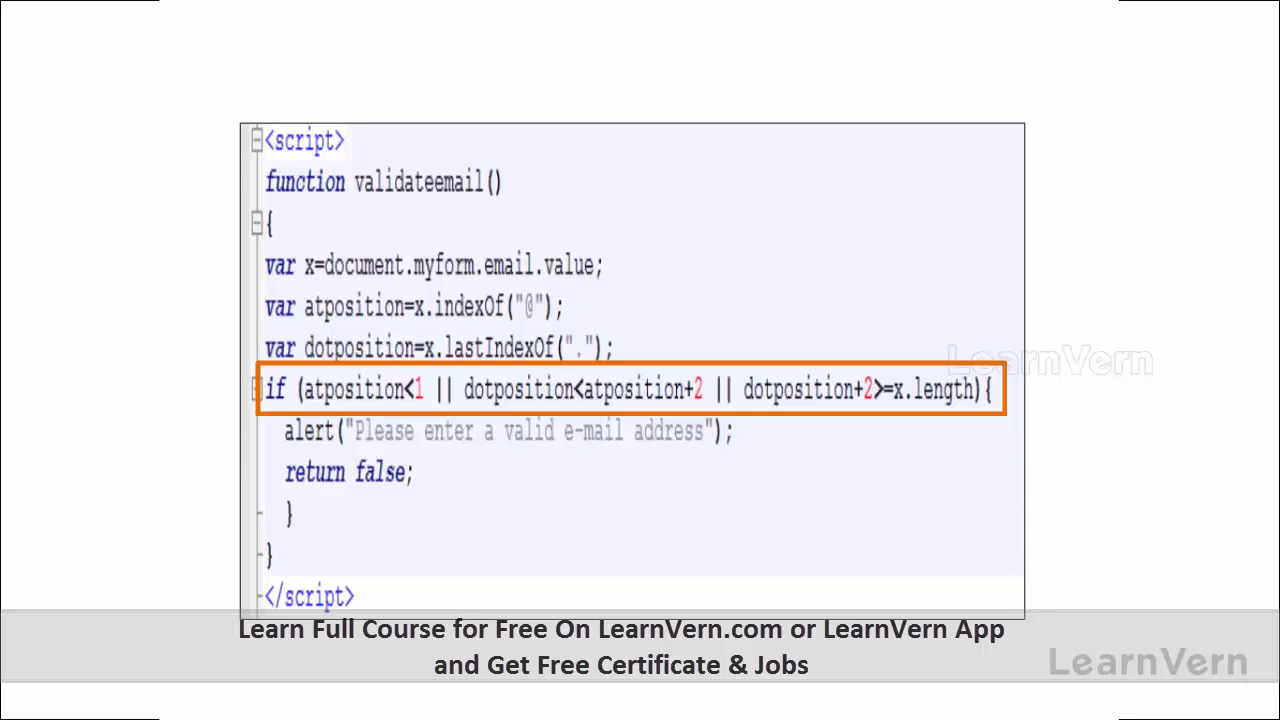 <script>
function validateemail()
{
var x=document.myform.email.value;
var atposition=x.indexOf("@");
var dotposition=x.lastIndexOf(".");
LearnVern
if (atposition<1 || dotposition<atposition+2 || dotposition+2>=x.length){
alert("Please enter a valid e-mail address");
return false;
}
}
</script>
Learn Full Course for Free On LearnVern.com or LearnVern App
and Get Free Certificate & Jobs
LearnVern